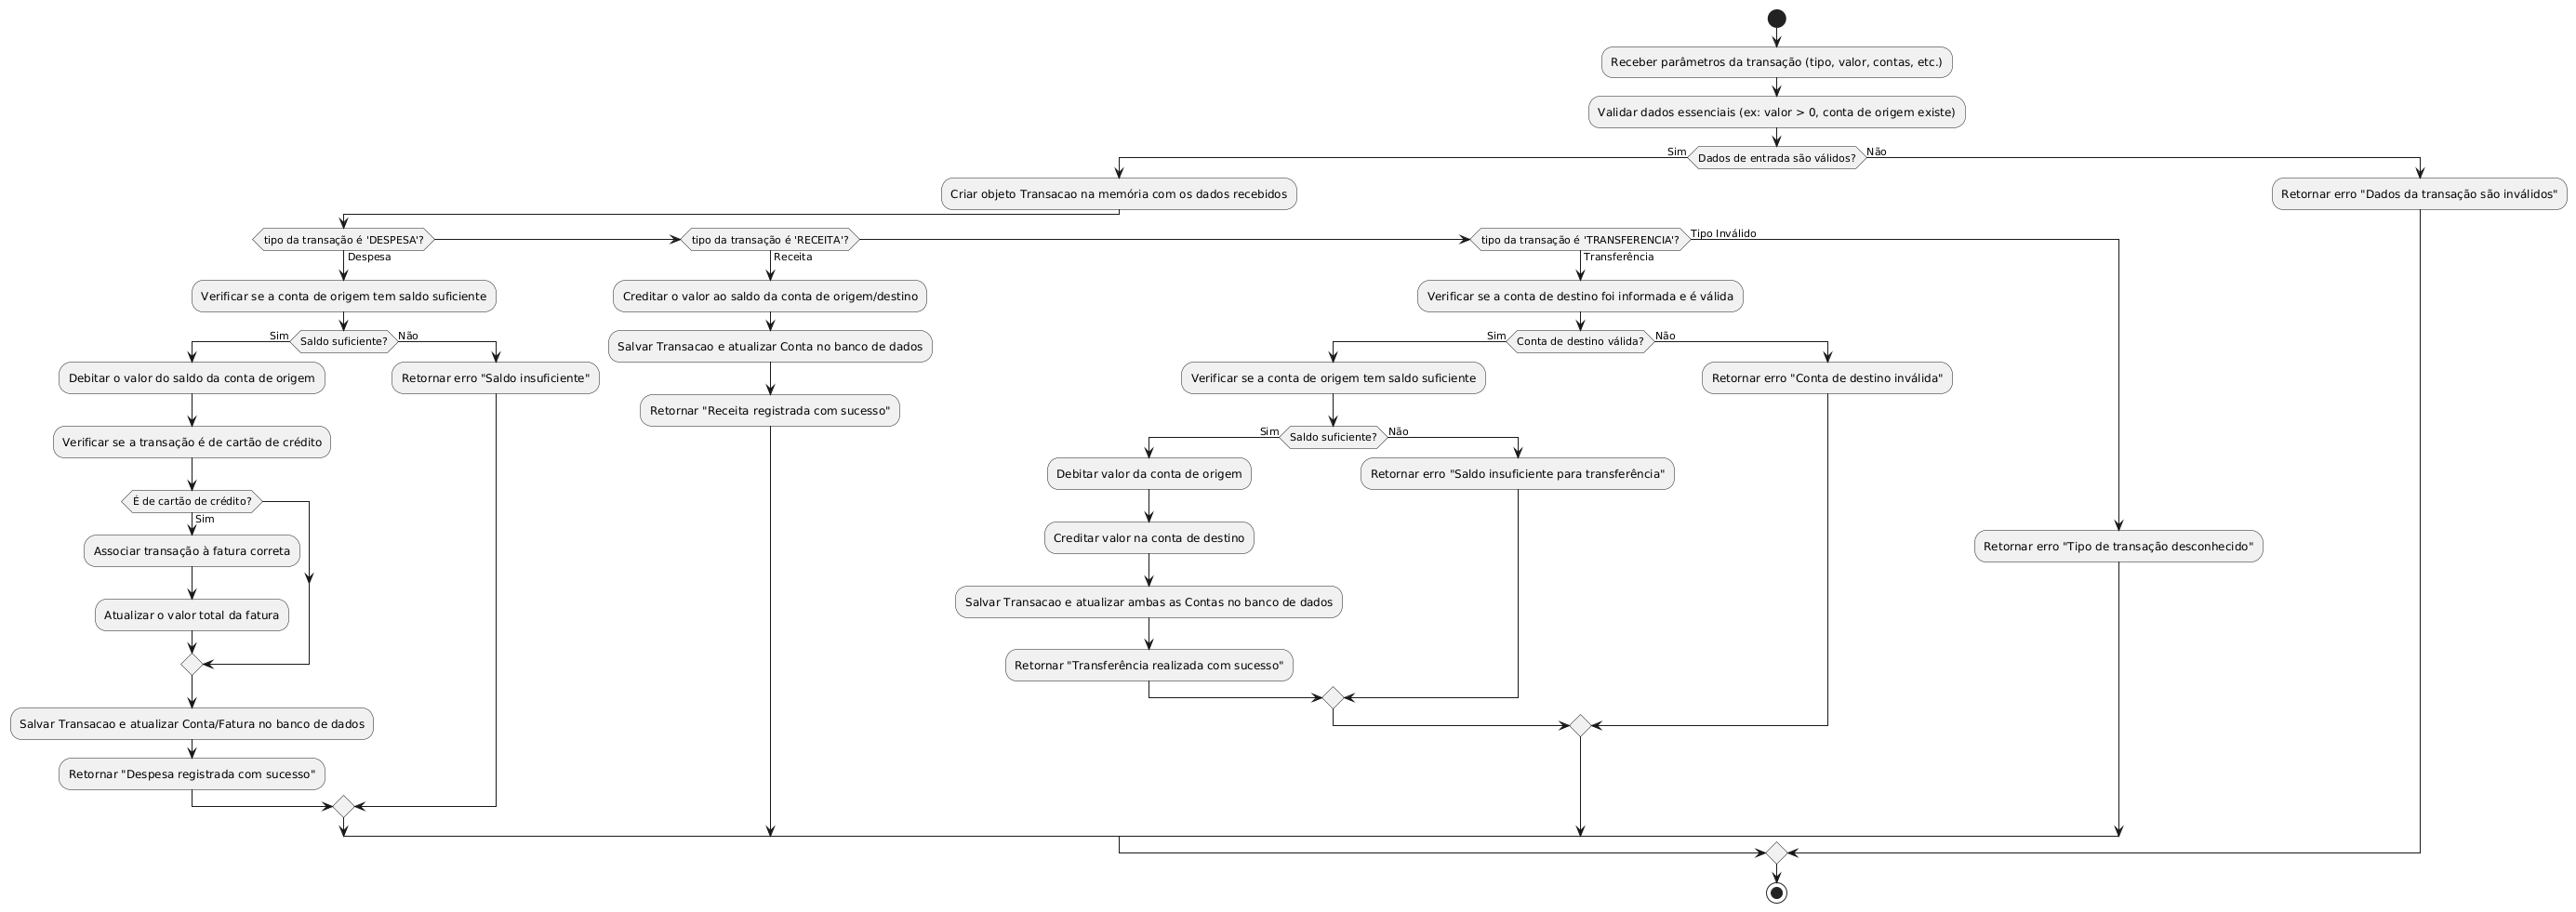 Receber parâmetros da transação (tipo, valor, contas, etc.)
Validar dados essenciais (ex: valor > 0, conta de origem existe)
Sim
Dados de entrada são válidos?
Não
Criar objeto Transacao na memória com os dados recebidos
Retornar erro "Dados da transação são inválidos"
tipo da transação é 'DESPESA'?
tipo da transação é 'RECEITA'?
tipo da transação é 'TRANSFERENCIA'?
Tipo Inválido
Despesa
Receita
Transferência
Verificar se a conta de origem tem saldo suficiente
Creditar o valor ao saldo da conta de origem/destino
Verificar se a conta de destino foi informada e é válida
Sim
Saldo suficiente?
Não
Salvar Transacao e atualizar Conta no banco de dados
Sim
Conta de destino válida?
Não
Debitar o valor do saldo da conta de origem
Retornar erro "Saldo insuficiente"
Verificar se a conta de origem tem saldo suficiente
Retornar erro "Conta de destino inválida"
Retornar "Receita registrada com sucesso"
Verificar se a transação é de cartão de crédito
Sim
Saldo suficiente?
Não
Debitar valor da conta de origem
Retornar erro "Saldo insuficiente para transferência"
É de cartão de crédito?
Sim
Creditar valor na conta de destino
Retornar erro "Tipo de transação desconhecido"
Associar transação à fatura correta
Salvar Transacao e atualizar ambas as Contas no banco de dados
Atualizar o valor total da fatura
Retornar "Transferência realizada com sucesso"
Salvar Transacao e atualizar Conta/Fatura no banco de dados
Retornar "Despesa registrada com sucesso"